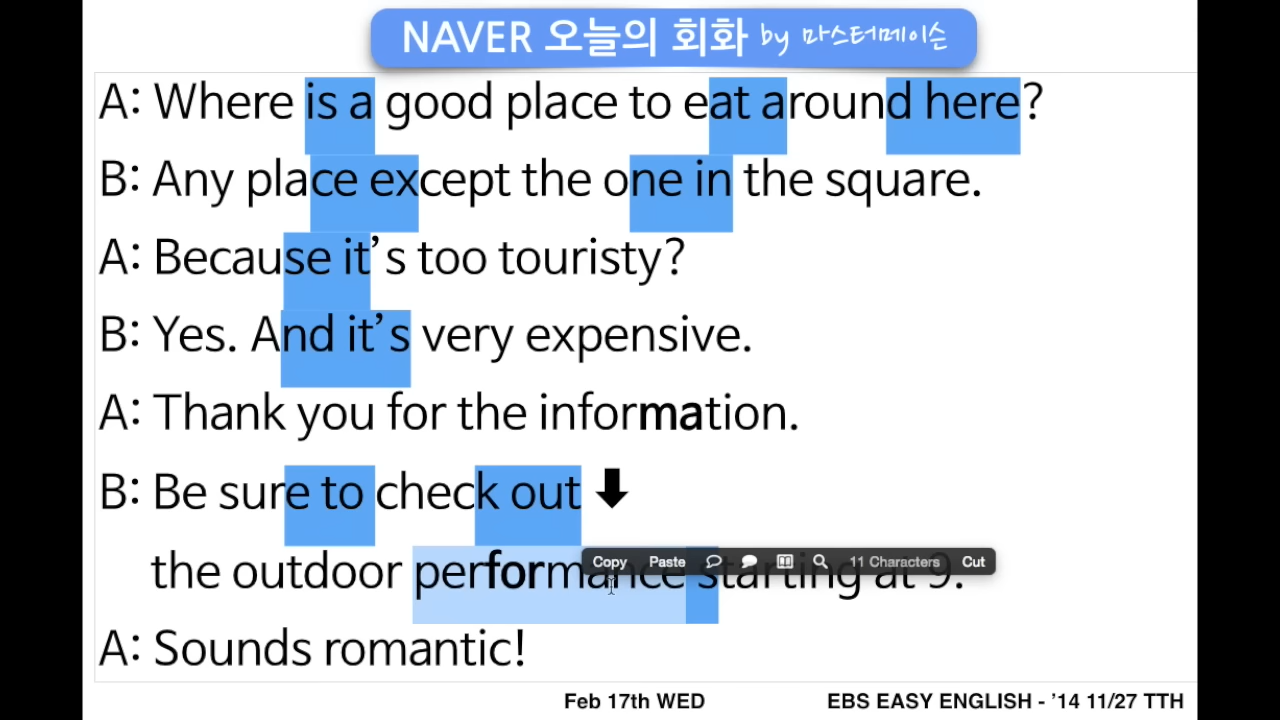 NAVER 오늘의 회화 by 마스터메이슨
A: Where is a good place to eat around here?
B: Any place except the one in the square.
A: Because it’s too touristy?
B: Yes. And it’s very expensive.
A: Thank you for the information.
B: Be sure to check out
Copy Paste 11 Characters Cut
the outdoor performance starting at 9.
A: Sounds romantic!
Feb 17th WED EBS EASY ENGLISH - ’14 11/27 TTH